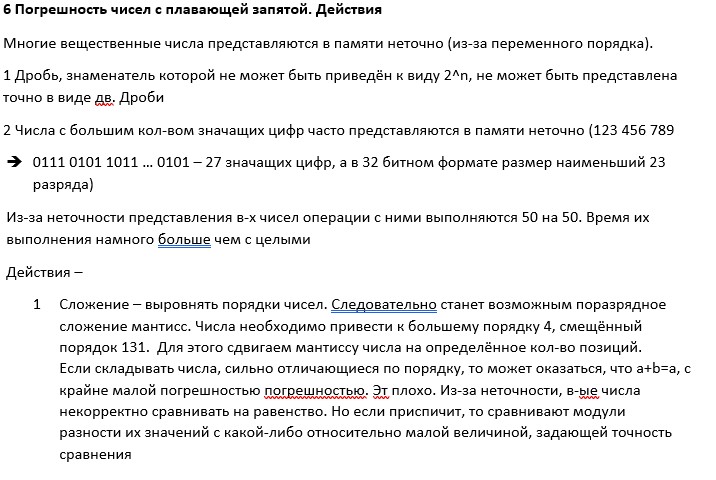 6 Погрешность чисел с плавающей запятой. Действия
Многие вещественные числа представляются в памяти неточно (из-за переменного порядка).
1 Дробь, знаменатель которой не может быть приведён к виду 2^n, не может быть представлена
точно в виде дв. Дроби
2 Числа с большим кол-вом значащих цифр часто представляются в памяти неточно (123 456 789
➔ 0111 0101 1011 … 0101 – 27 значащих цифр, а в 32 битном формате размер наименьший 23
разряда)
Из-за неточности представления в-х чисел операции с ними выполняются 50 на 50. Время их
выполнения намного больше чем с целыми
Действия –
1 Сложение – выровнять порядки чисел. Следовательно станет возможным поразрядное
сложение мантисс. Числа необходимо привести к большему порядку 4, смещённый
порядок 131. Для этого сдвигаем мантиссу числа на определённое кол-во позиций.
Если складывать числа, сильно отличающиеся по порядку, то может оказаться, что a+b=a, с
крайне малой погрешностью погрешностью. Эт плохо. Из-за неточности, в-ые числа
некорректно сравнивать на равенство. Но если приспичит, то сравнивают модули
разности их значений с какой-либо относительно малой величиной, задающей точность
сравнения